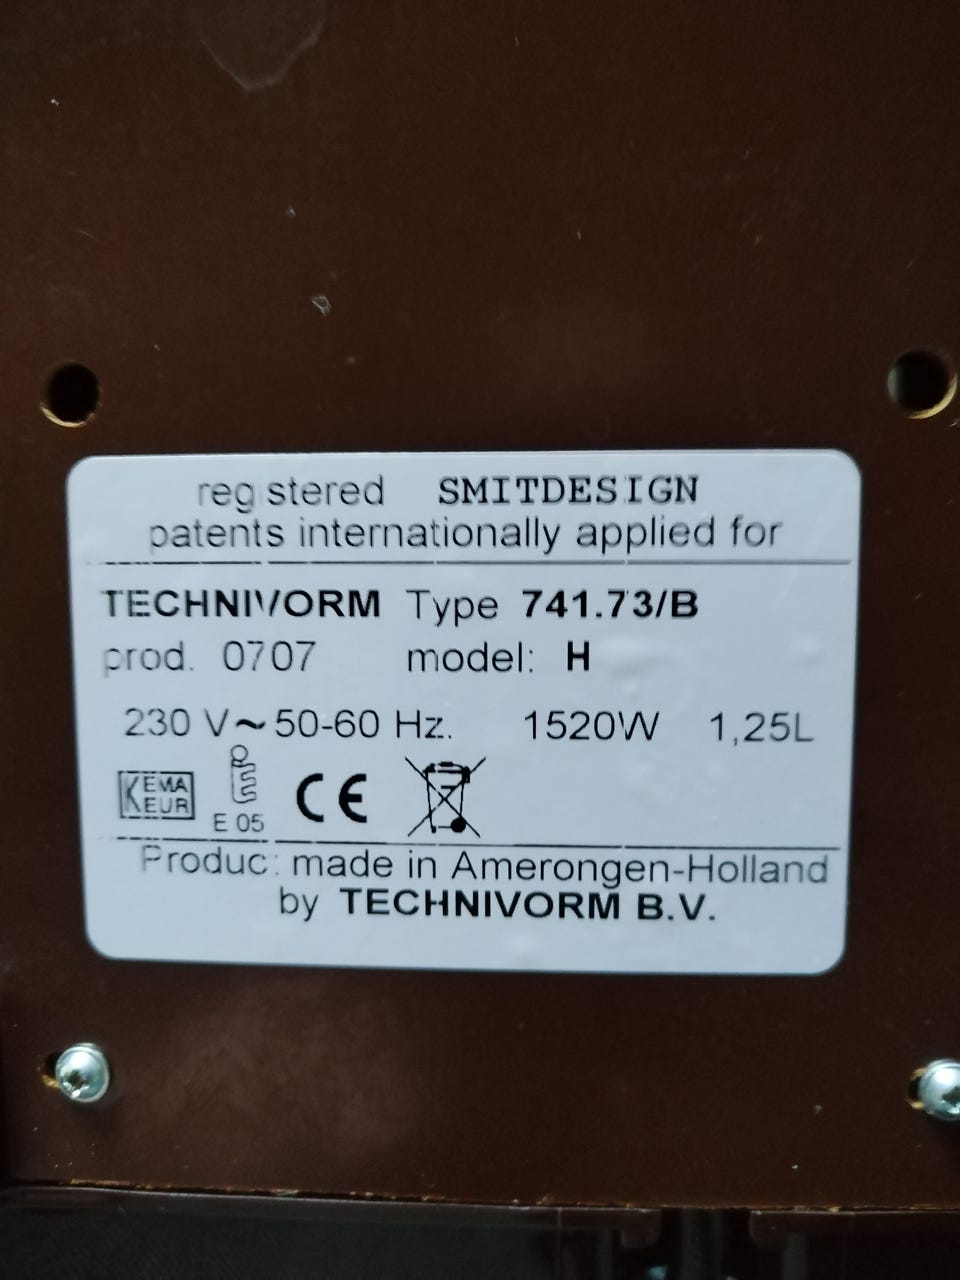 registered SMITDESIGN
patents internationally applied for
TECHNIVORM Type 741.73/B
prod. 0707 model: H
230 V~ 50-60 Hz. 1520W 1,25L
KEMA
KEUR
E 05
CE
Product made in Amerongen-Holland
by TECHNIVORM B.V.